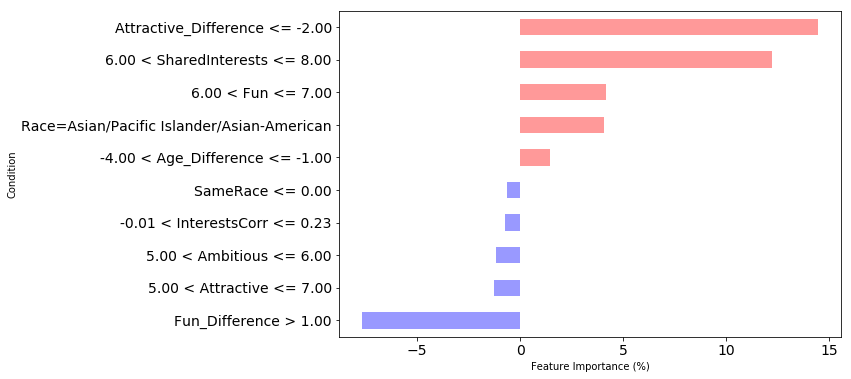 Attractive_Difference <= -2.00
6.00 < SharedInterests <= 8.00
6.00 < Fun <= 7.00
Race=Asian/Pacific Islander/Asian-American
-4.00 < Age_Difference <= -1.00
SameRace <= 0.00
-0.01 < InterestsCorr <= 0.23
5.00 < Ambitious <= 6.00
5.00 < Attractive <= 7.00
Fun_Difference > 1.00
Condition
−5 0 5 10 15
Feature Importance (%)